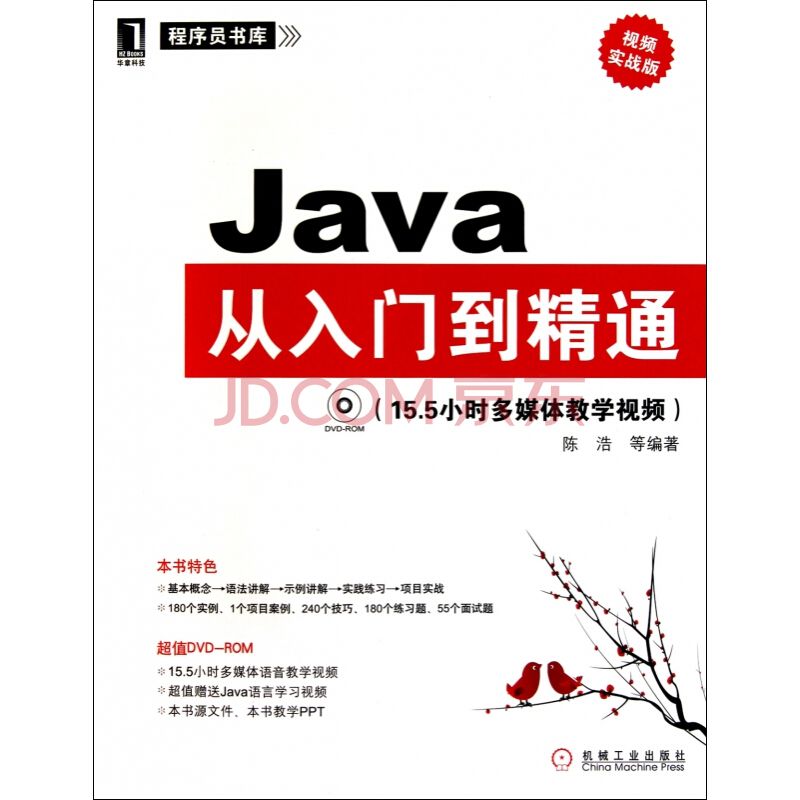 HZ BOOKS
华章科技
程序员书库
视频
实战版
Java
从入门到精通
JD.COM 京东
DVD-ROM
(15.5小时多媒体教学视频)
陈 浩 等编著
本书特色
基本概念→语法讲解→示例讲解→实践练习→项目实战
180个实例、1个项目案例、240个技巧、180个练习题、55个面试题
超值DVD-ROM
15.5小时多媒体语音教学视频
超值赠送Java语言学习视频
本书源文件、本书教学PPT
机械工业出版社
China Machine Press